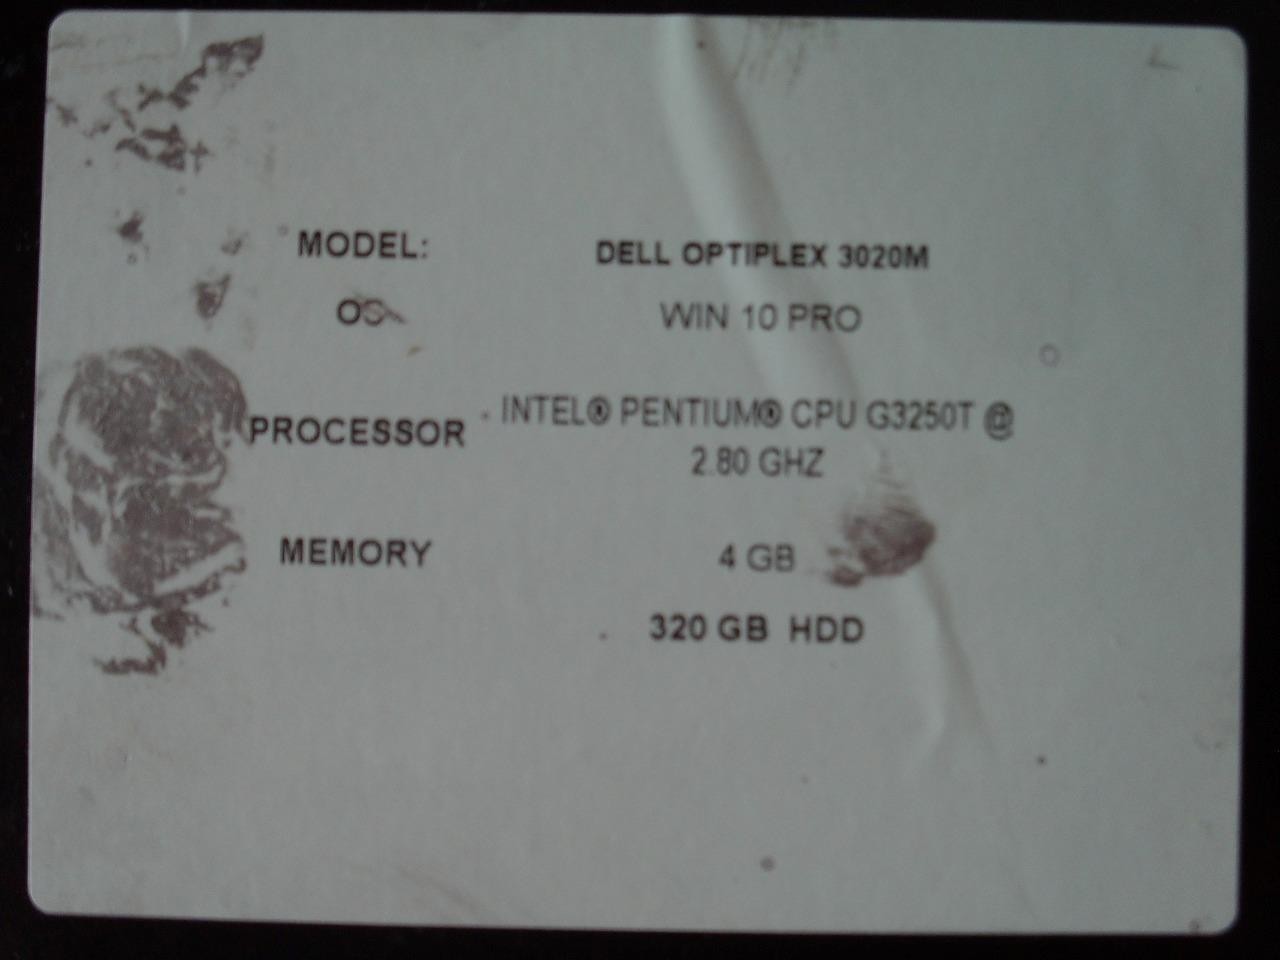 MODEL: DELL OPTIPLEX 3020M
OS WIN 10 PRO
PROCESSOR INTEL® PENTIUM® CPU G3250T @
2.80 GHZ
MEMORY 4 GB
320 GB HDD